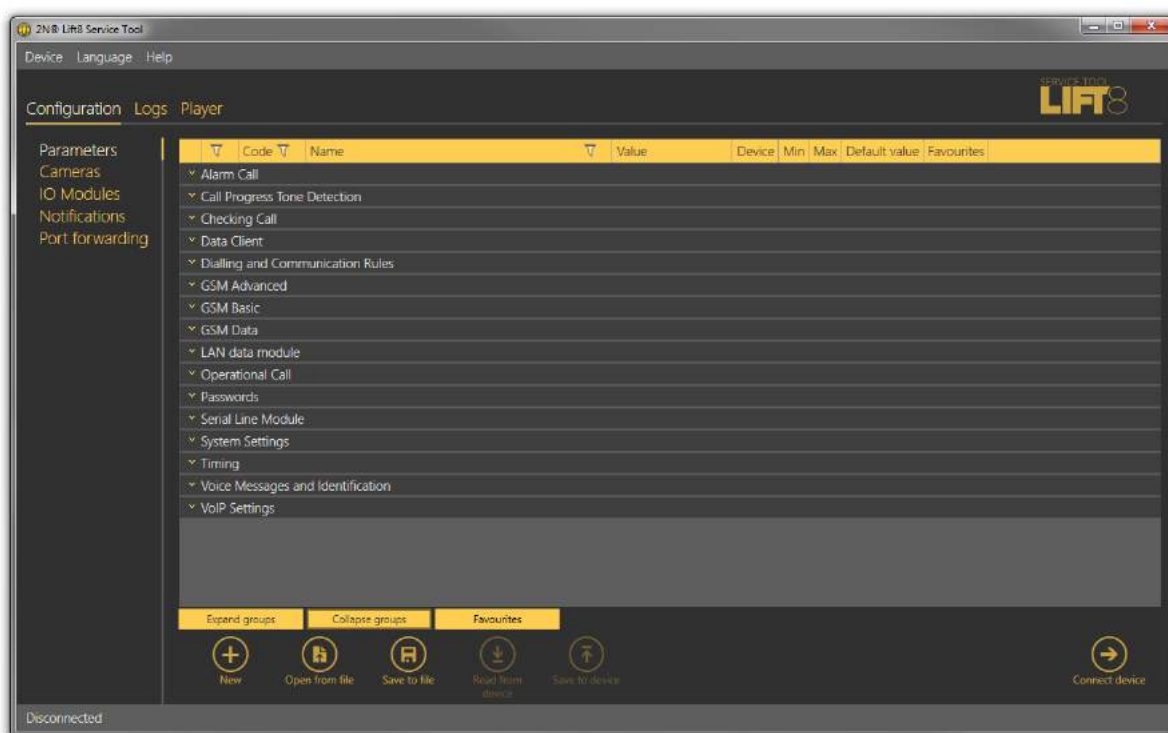 2N® Lift8 Service Tool
Device Language Help
SERVICE TOOL
LIFT8
Configuration Logs Player
Parameters
Cameras
IO Modules
Notifications
Port forwarding
Code Name Value Device Min Max Default value Favourites
Alarm Call
Call Progress Tone Detection
Checking Call
Data Client
Dialling and Communication Rules
GSM Advanced
GSM Basic
GSM Data
LAN data module
Operational Call
Passwords
Serial Line Module
System Settings
Timing
Voice Messages and Identification
VoIP Settings
Expand groups Collapse groups Favourites
New Open from file Save to file Read from device Save to device Connect device
Disconnected